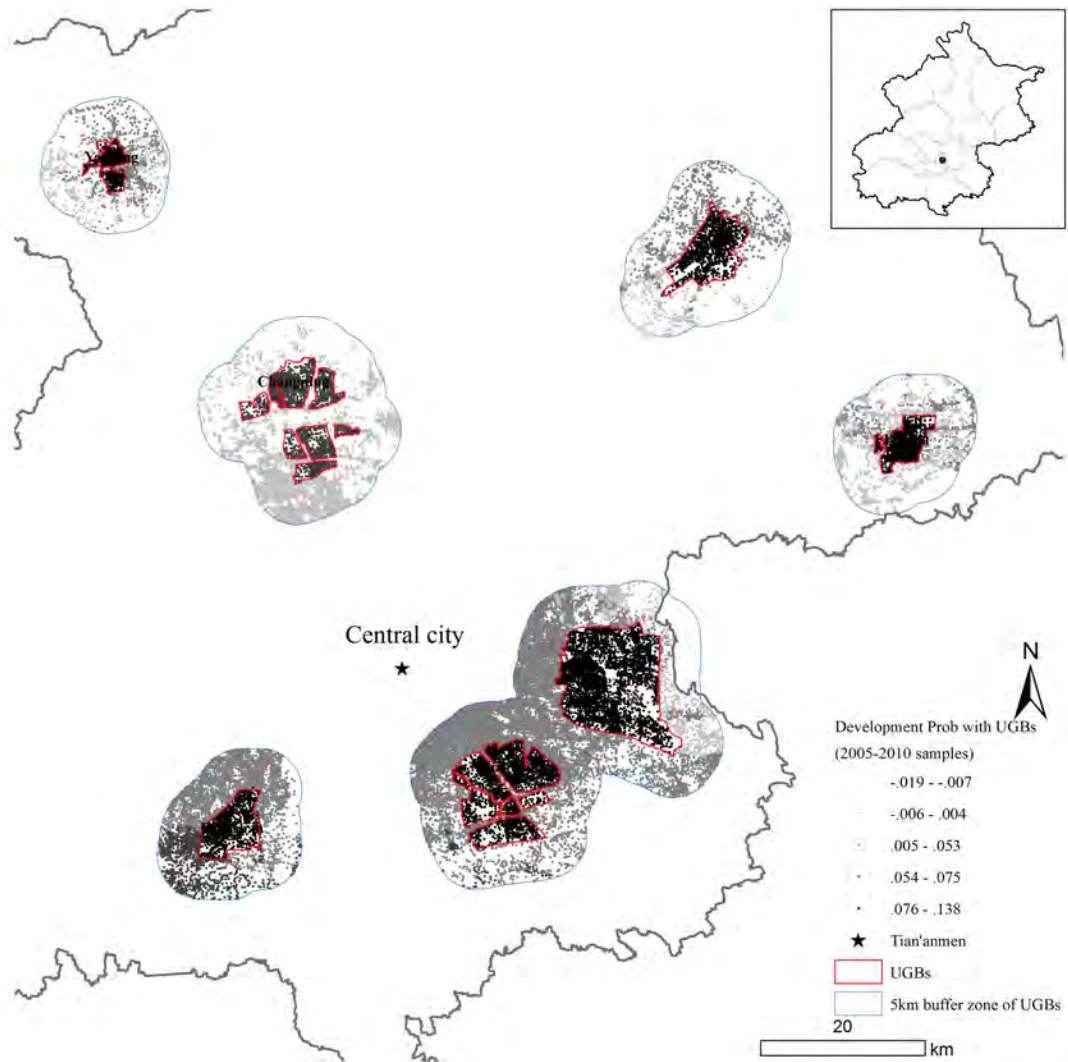 Central city
N
Development Prob with UGBs
(2005-2010 samples)
-.019 - -.007
-.006 - .004
.005 - .053
.054 - .075
.076 - .138
Tian'anmen
UGBs
5km buffer zone of UGBs
20
km